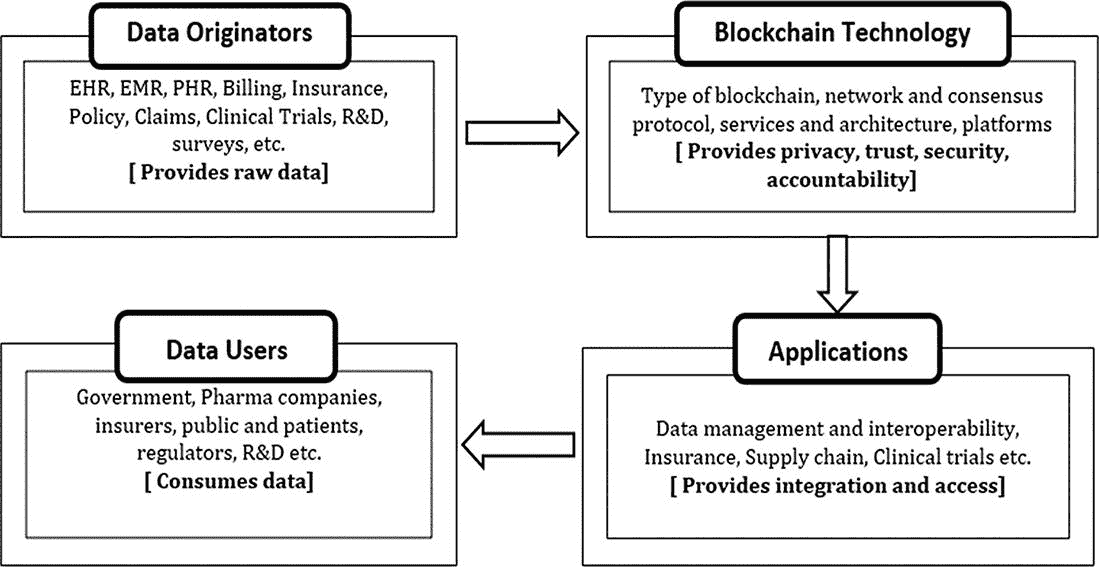 Data Originators
EHR, EMR, PHR, Billing, Insurance,
Policy, Claims, Clinical Trials, R&D,
surveys, etc.
[ Provides raw data]
Blockchain Technology
Type of blockchain, network and consensus
protocol, services and architecture, platforms
[ Provides privacy, trust, security,
accountability]
Data Users
Government, Pharma companies,
insurers, public and patients,
regulators, R&D etc.
[ Consumes data]
Applications
Data management and interoperability,
Insurance, Supply chain, Clinical trials etc.
[ Provides integration and access]